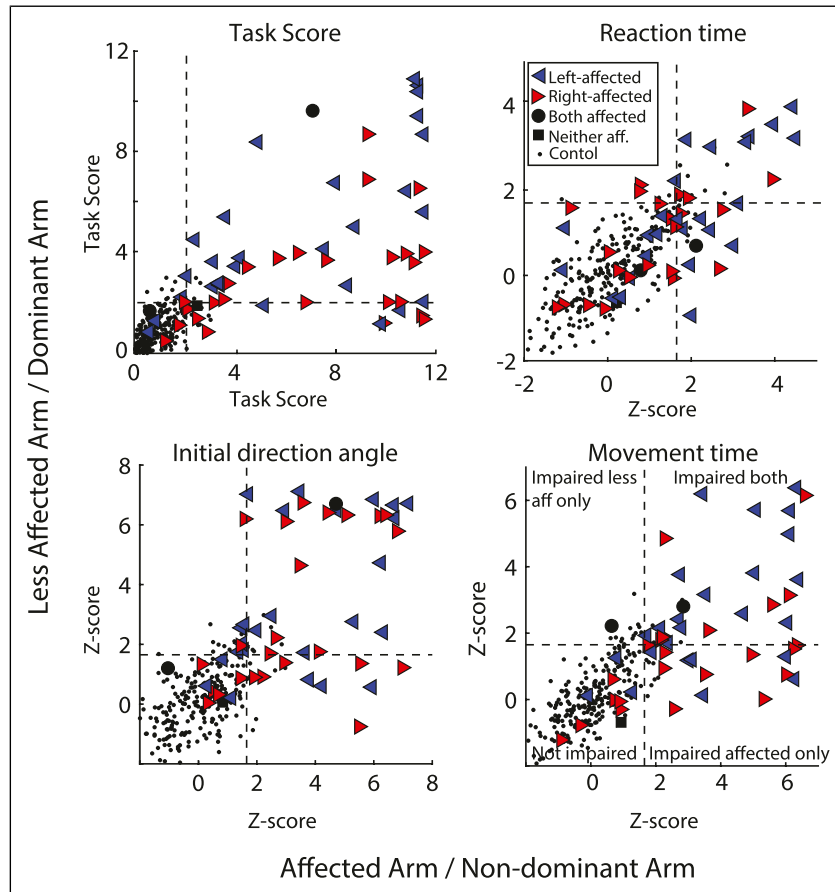 Task Score
Reaction time
12
8
4
0
Task Score
0
4
8
12
Task Score
Left-affected
Right-affected
Both affected
Neither aff.
Contol
4
2
0
-2
-2
0
2
4
Z-score
Less Affected Arm / Dominant Arm
Initial direction angle
Movement time
8
6
4
2
0
Z-score
0
2
4
6
8
Z-score
Impaired less
aff only
Impaired both
6
4
2
0
Z-score
Not impaired
Impaired affected only
0
2
4
6
Z-score
Affected Arm / Non-dominant Arm